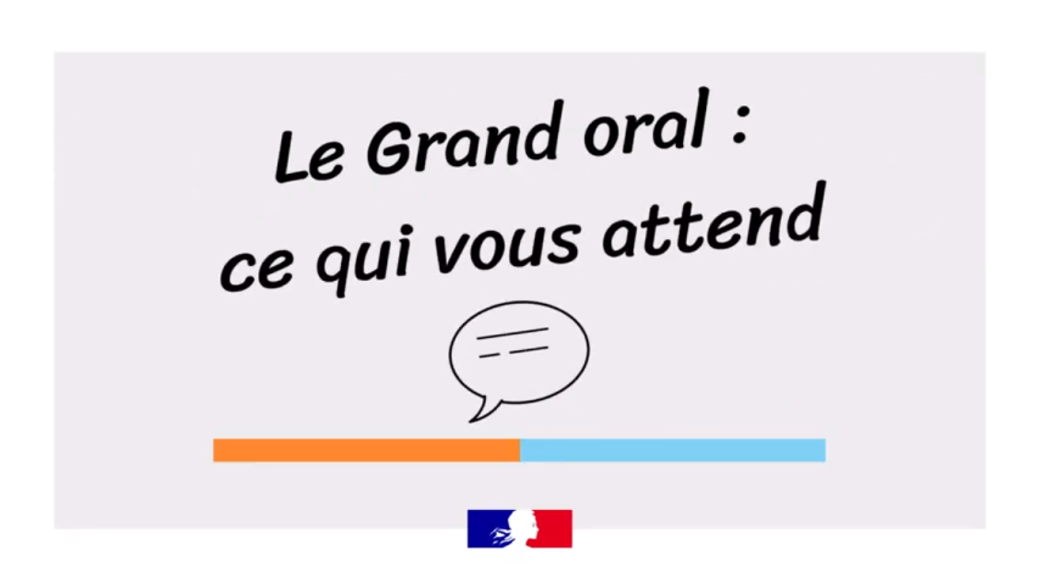 Le Grand oral :
ce qui vous attend